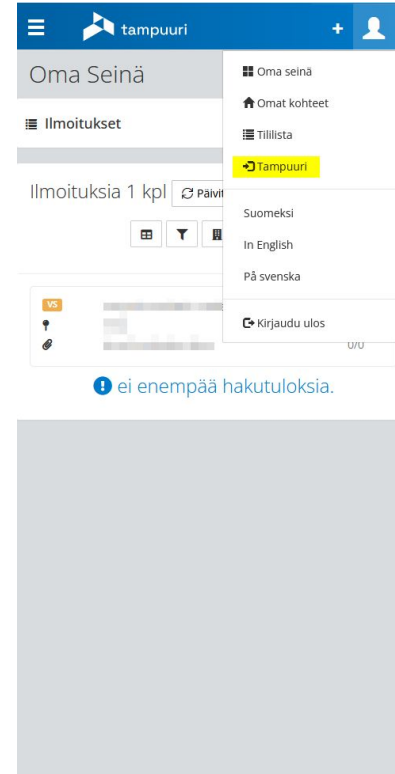 tampuuri
Oma Seinä
Ilmoitukset
Ilmoituksia 1 kpl
Oma seinä
Omat kohteet
Tililista
Tampuuri
Suomeksi
In English
På svenska
Kirjaudu ulos
VS
0/0
ei enempää hakutuloksia.